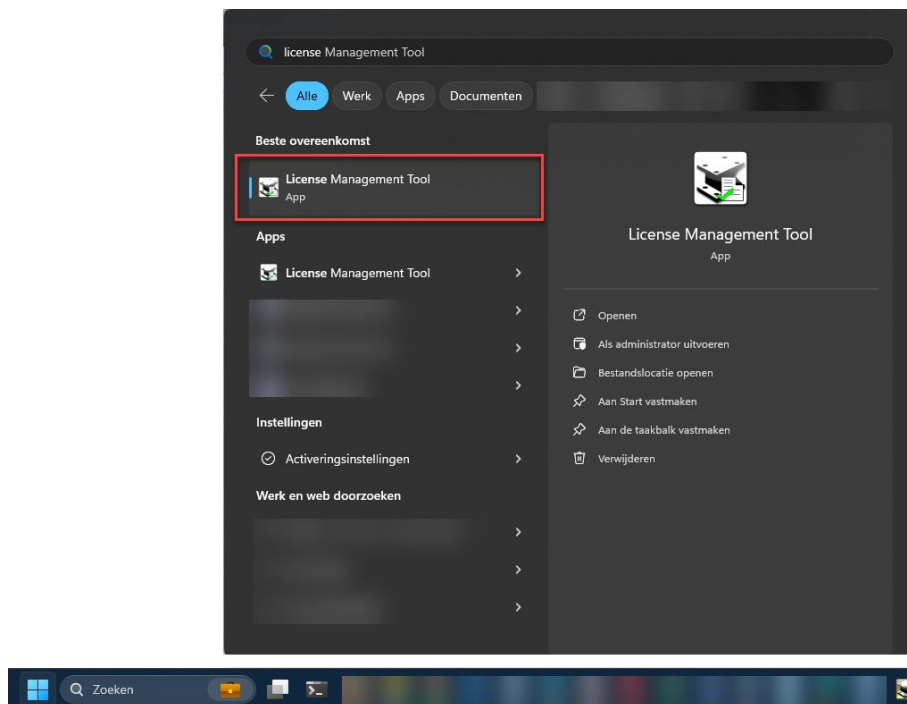 license Management Tool
Alle Werk Apps Documenten
Beste overeenkomst
License Management Tool
App
Apps
License Management Tool
Instellingen
Activeringsinstellingen
Werk en web doorzoeken
License Management Tool
App
Openen
Als administrator uitvoeren
Bestandslocatie openen
Aan Start vastmaken
Aan de taakbalk vastmaken
Verwijderen
Zoeken